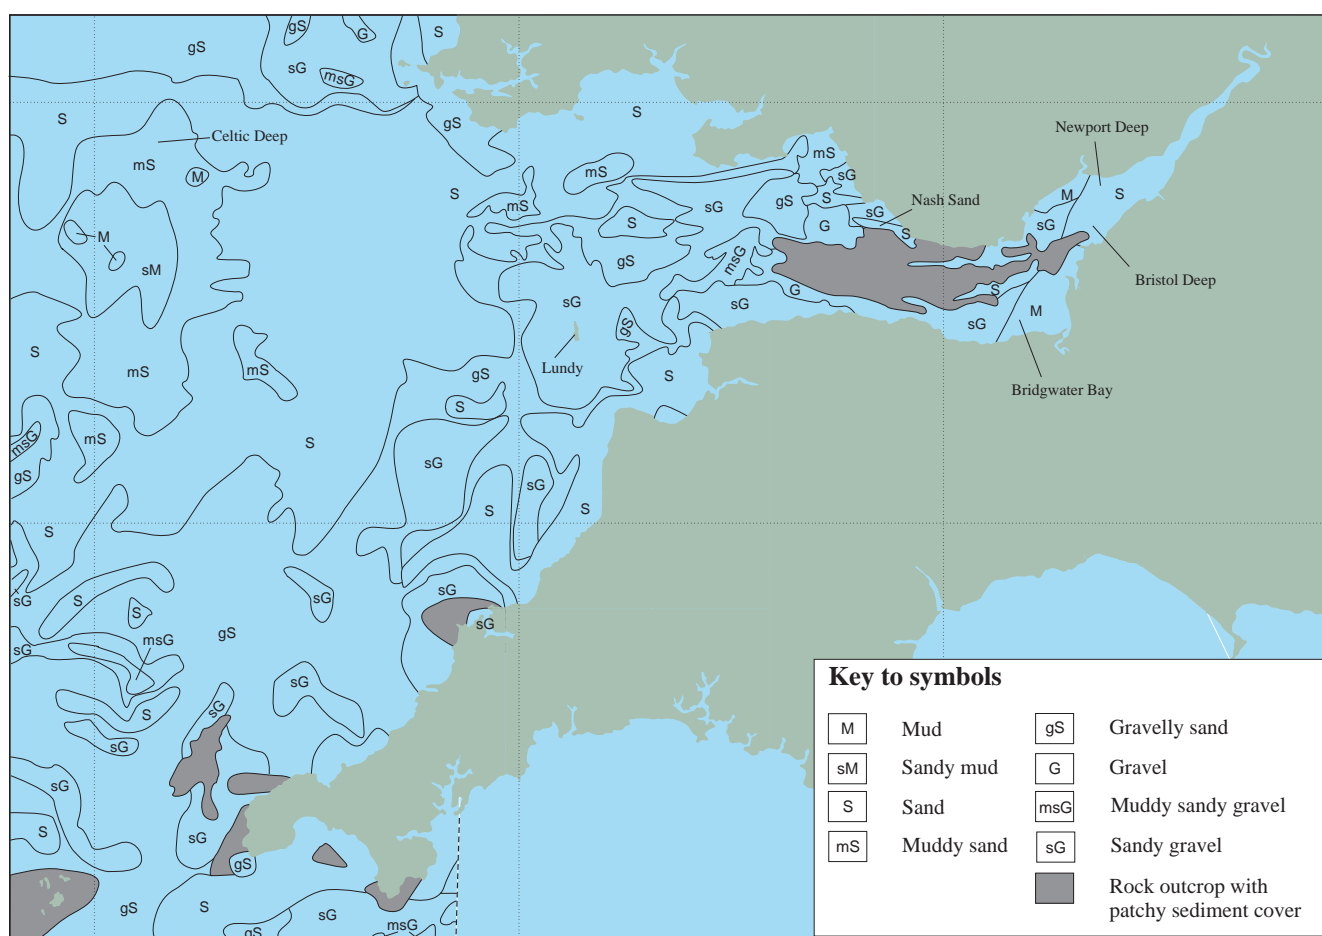 gS
gS
G
S
sG
msG
S
gS
S
Celtic Deep
mS
mS
Newport Deep
mS
sG
M
mS
S
M
S
gS
sG
Nash Sand
mS
S
G
sG
S
sG
M
sM
gS
msG
Bristol Deep
G
S
sG
sG
M
sG
gS
S
Lundy
mS
mS
gS
S
Bridgwater Bay
S
mS
msG
S
gS
sG
sG
S
S
S
sG
S
sG
sG
S
gS
sG
msG
sG
sG
sG
S
sG
sG
S
sG
gS
gS
S
sG
gS
msG
Key to symbols
M Mud
gS Gravelly sand
sM Sandy mud
G Gravel
S Sand
msG Muddy sandy gravel
mS Muddy sand
sG Sandy gravel
Rock outcrop with
patchy sediment cover